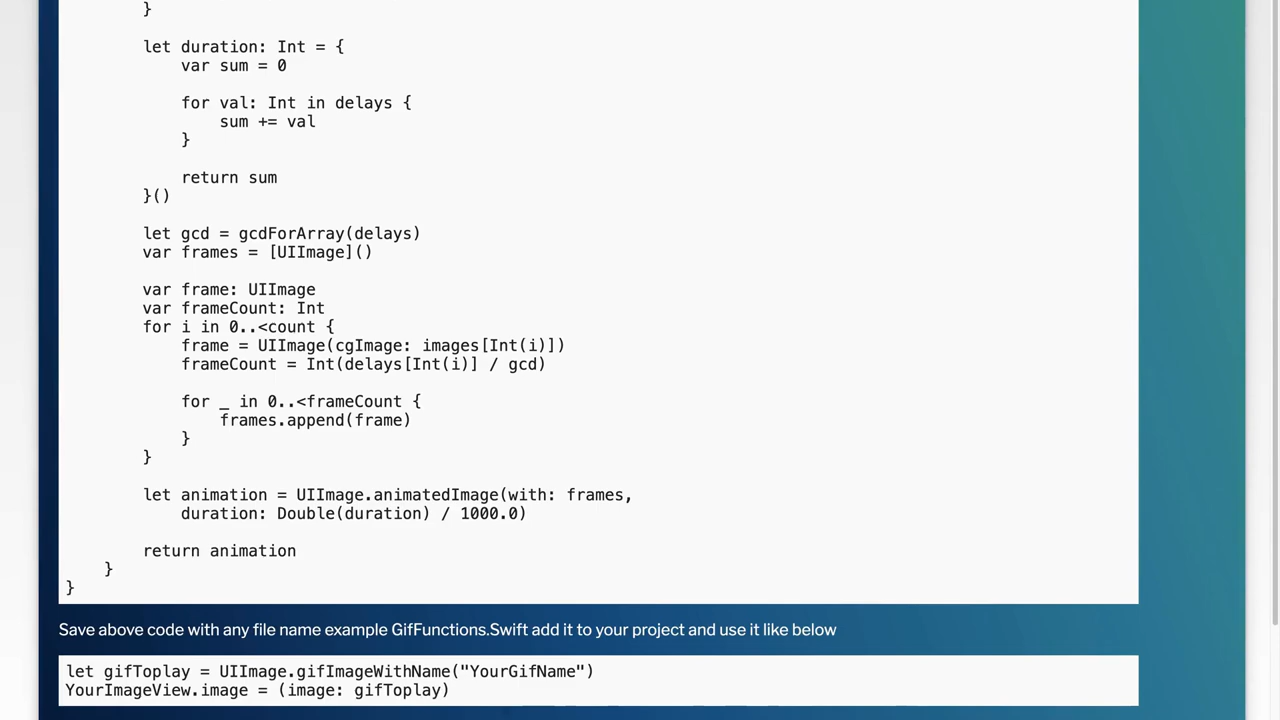 }
let duration: Int = {
var sum = 0
for val: Int in delays {
sum += val
}
return sum
}()
let gcd = gcdForArray(delays)
var frames = [UIImage]()
var frame: UIImage
var frameCount: Int
for i in 0..<count {
frame = UIImage(cgImage: images[Int(i)])
frameCount = Int(delays[Int(i)] / gcd)
for _ in 0..<frameCount {
frames.append(frame)
}
}
let animation = UIImage.animatedImage(with: frames,
duration: Double(duration) / 1000.0)
return animation
}
}
Save above code with any file name example GifFunctions.Swift add it to your project and use it like below
let gifToplay = UIImage.gifImageWithName("YourGifName")
YourImageView.image = (image: gifToplay)